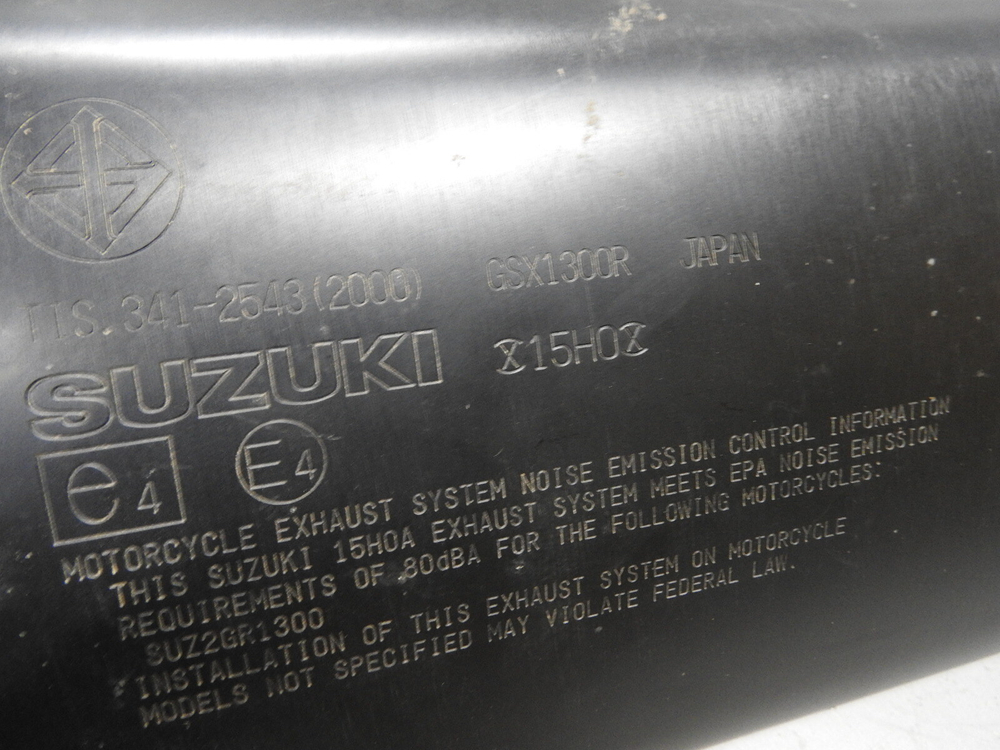 TIS.341-2543(2006) GSX1300R JAPAN
SUZUKI 15H0
e4 E4
MOTORCYCLE EXHAUST SYSTEM NOISE EMISSION CONTROL INFORMATION
THIS SUZUKI 15H0A EXHAUST SYSTEM MEETS EPA NOISE EMISSION
REQUIREMENTS OF 80dBA FOR THE FOLLOWING MOTORCYCLES:
SUZ2GR1300
INSTALLATION OF THIS EXHAUST SYSTEM ON MOTORCYCLE
MODELS NOT SPECIFIED MAY VIOLATE FEDERAL LAW.